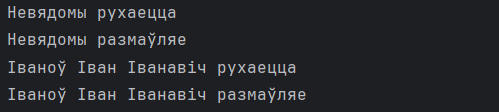 Невядомы рухаецца
Невядомы размаўляе
Іваноў Іван Іванавіч рухаецца
Іваноў Іван Іванавіч размаўляе